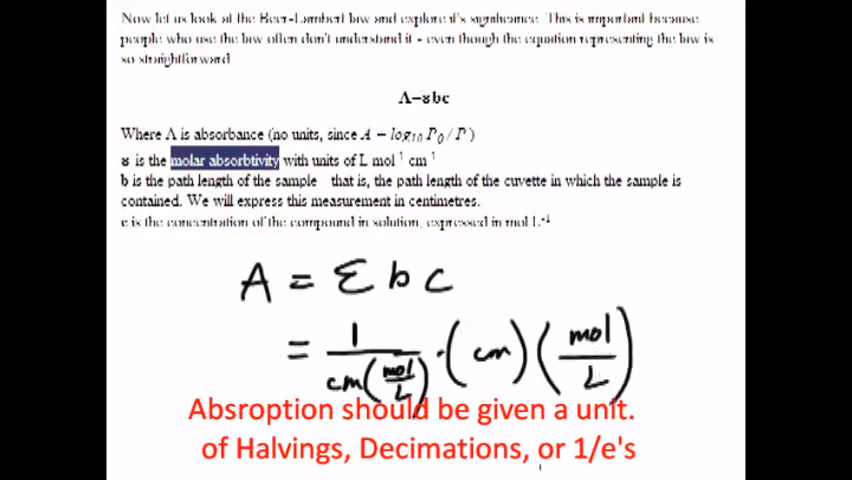 Now let us look at the Beer-Lambert law and explore it's significance. This is important because
people who use the law often don't understand it - even though the equation representing the law is
so straightforward
A=εbc
Where A is absorbance (no units, since A = log10 P0 / P )
ε is the molar absorbtivity with units of L mol-1 cm-1
b is the path length of the sample - that is, the path length of the cuvette in which the sample is
contained. We will express this measurement in centimetres.
c is the concentration of the compound in solution, expressed in mol L-1
A = Ɛ b c
= 1/cm(mol/L) · (cm) (mol/L)
Absroption should be given a unit.
of Halvings, Decimations, or 1/e's